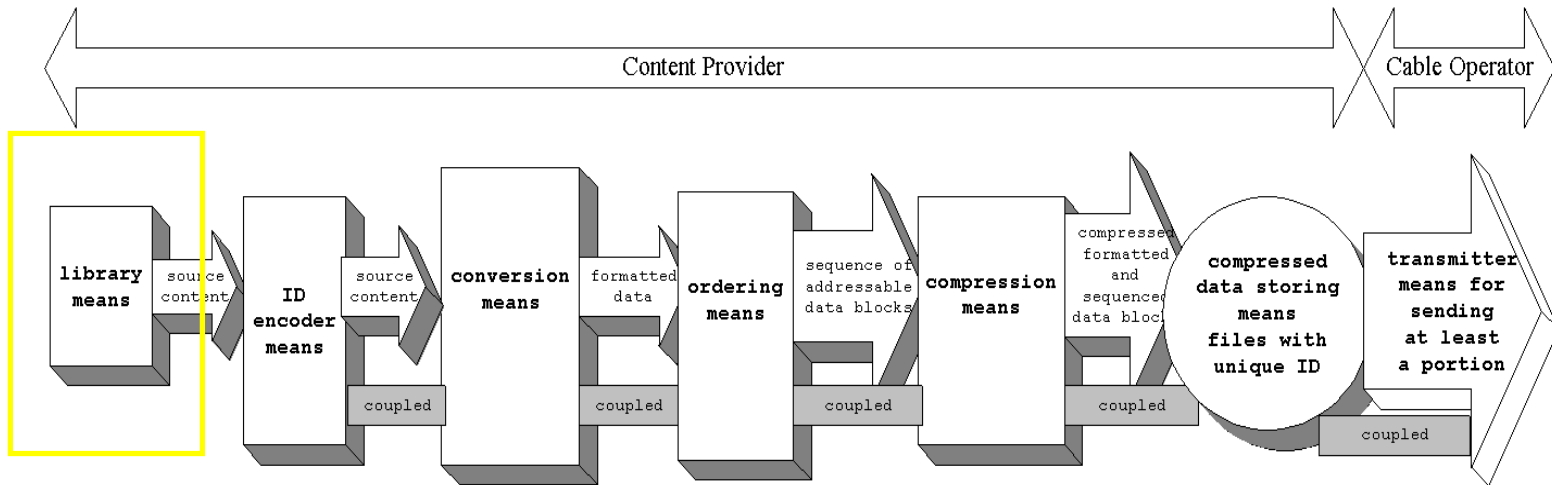 Content Provider
Cable Operator
library
means
source
content
ID
encoder
means
source
content
conversion
means
formatted
data
ordering
means
sequence of
addressable
data blocks
compression
means
compressed
formatted
and
sequenced
data block
compressed
data storing
means
files with
unique ID
transmitter
means for
sending
at least
a portion
coupled
coupled
coupled
coupled
coupled